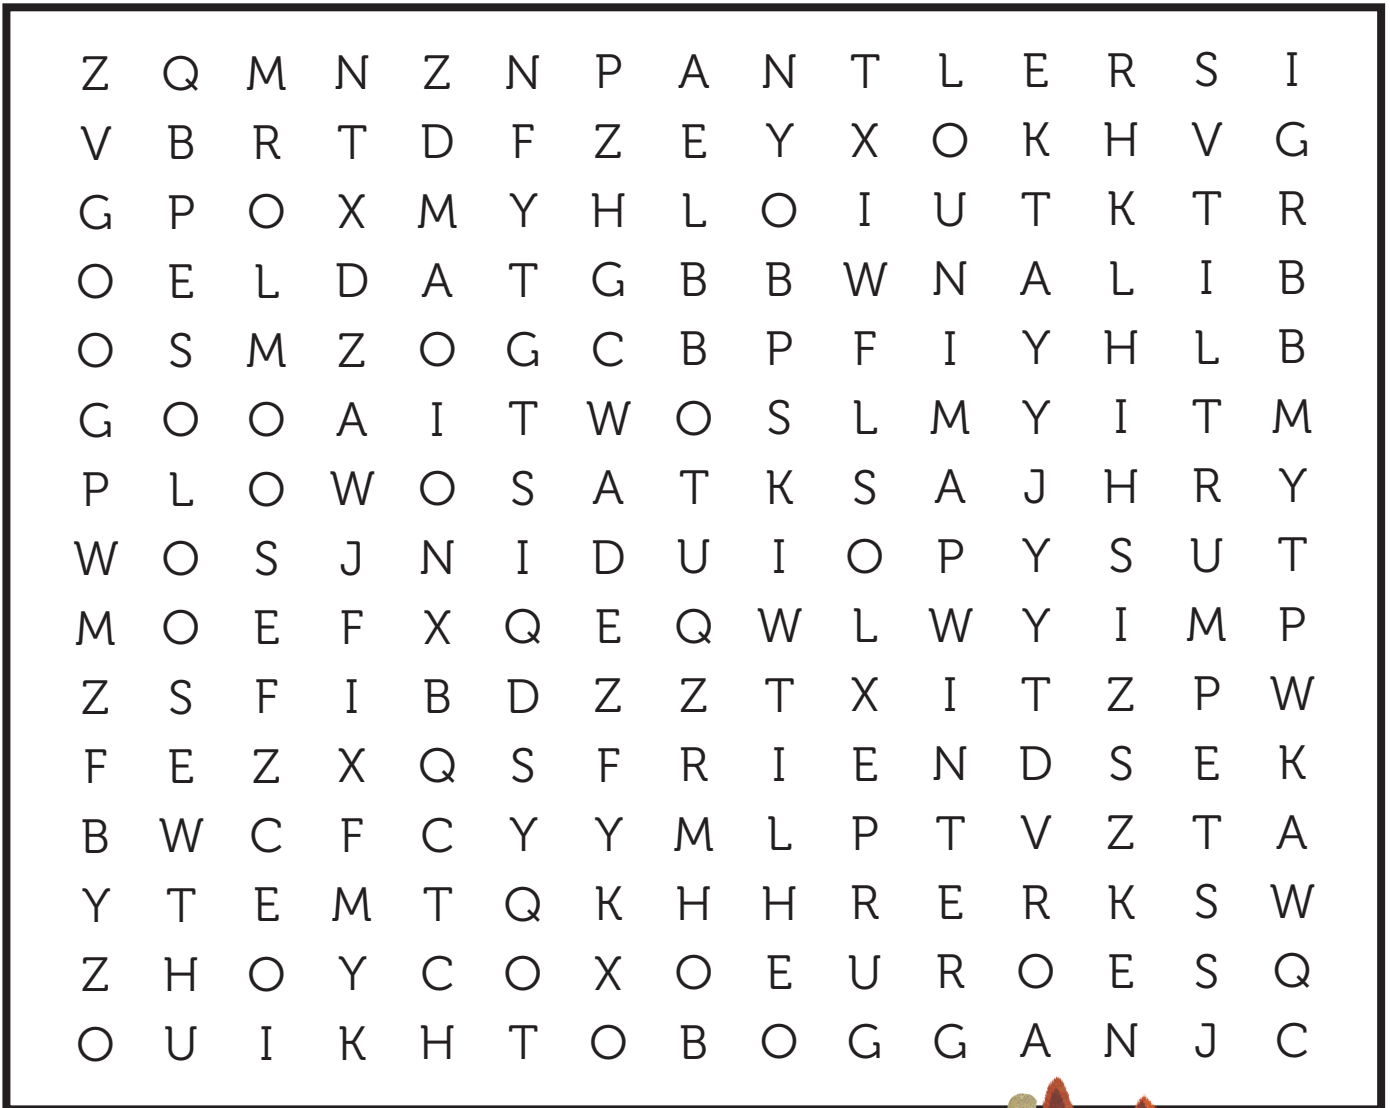 Z Q M N Z N P A N T L E R S I
V B R T D F Z E Y X O K H V G
G P O X M Y H L O I U T K T R
O E L D A T G B B W N A L I B
O S M Z O G C B P F I Y H L B
G O O A I T W O S L M Y I T M
P L O W O S A T K S A J H R Y
W O S J N I D U I O P Y S U T
M O E F X Q E Q W L W Y I M P
Z S F I B D Z Z T X I T Z P W
F E Z X Q S F R I E N D S E K
B W C F C Y Y M L P T V Z T A
Y T E M T Q K H H R E R K S W
Z H O Y C O X O E U R O E S Q
O U I K H T O B O G G A N J C